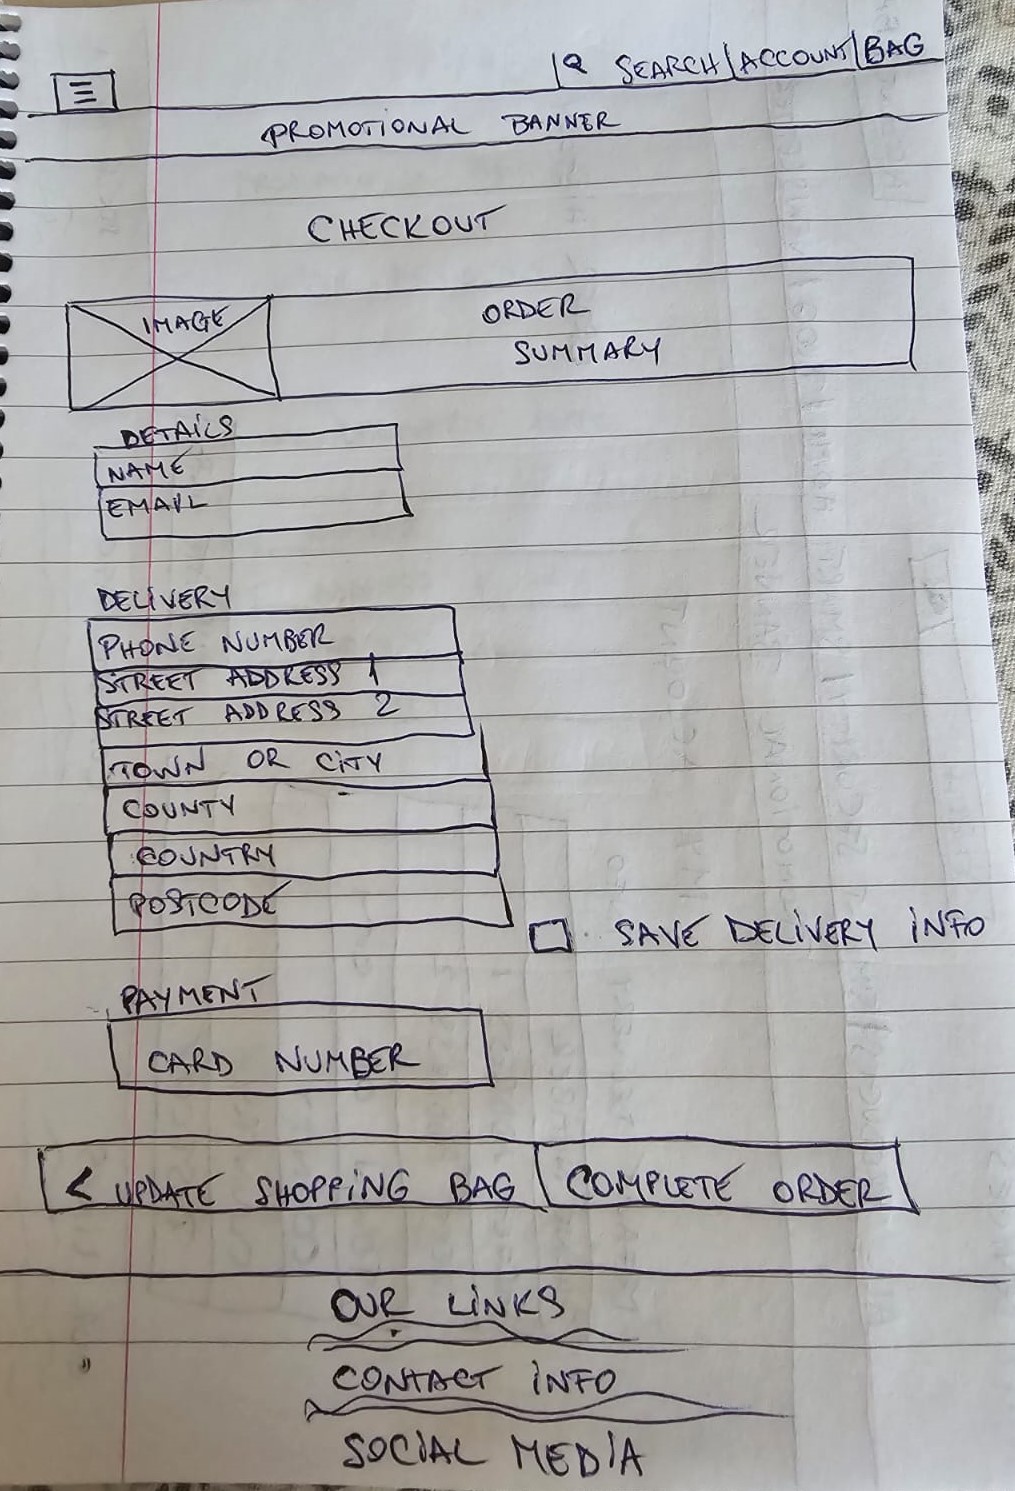 SEARCH | ACCOUNT | BAG
PROMOTIONAL BANNER
CHECKOUT
IMAGE
ORDER
SUMMARY
DETAILS
NAME
EMAIL
DELIVERY
PHONE NUMBER
STREET ADDRESS 1
STREET ADDRESS 2
TOWN OR CITY
COUNTY
COUNTRY
POSTCODE
SAVE DELIVERY INFO
PAYMENT
CARD NUMBER
< UPDATE SHOPPING BAG
COMPLETE ORDER
OUR LINKS
CONTACT INFO
SOCIAL MEDIA